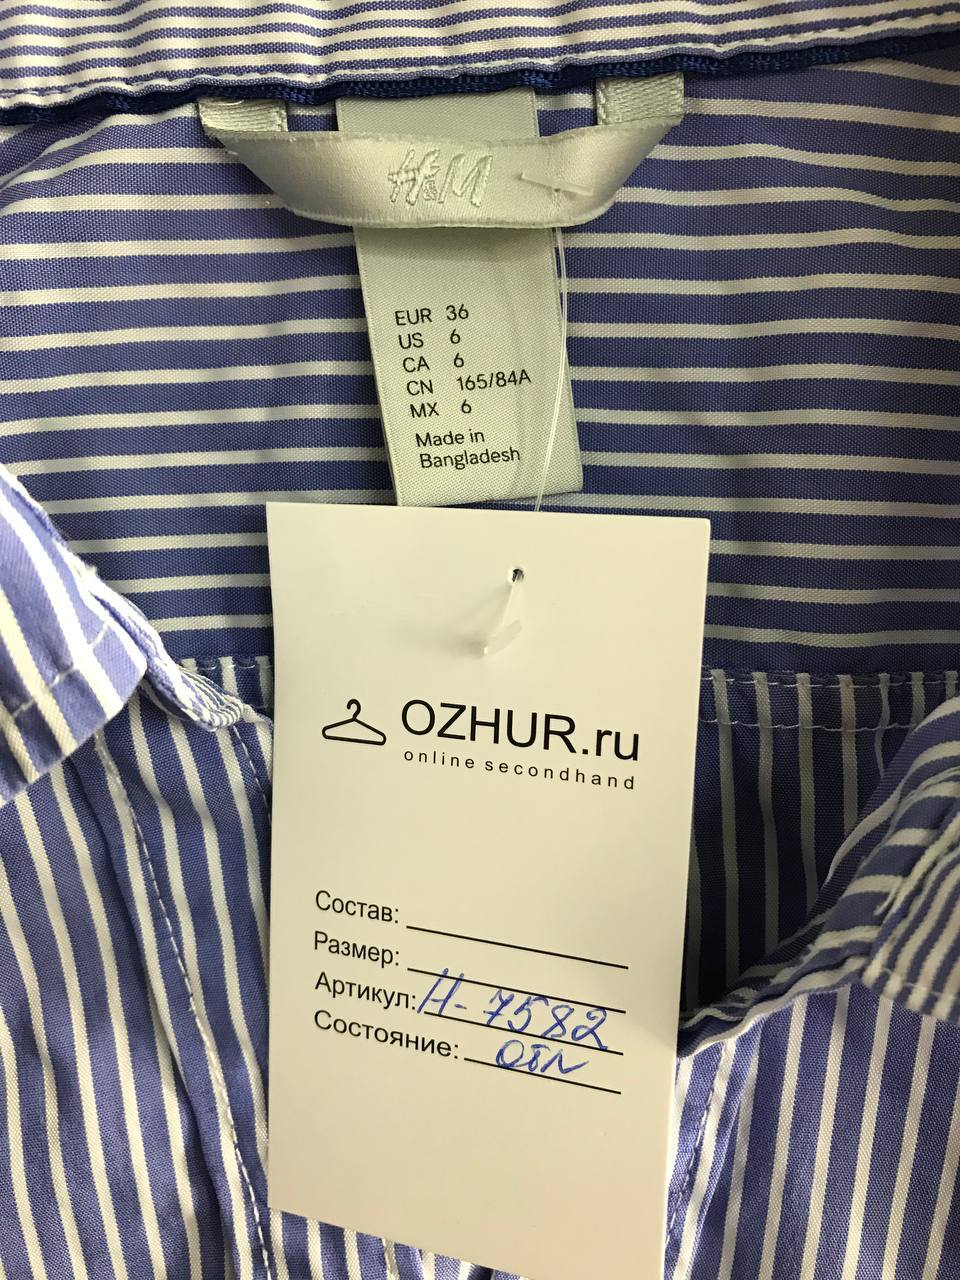 H&M
EUR 36
US 6
CA 6
CN 165/84A
MX 6
Made in
Bangladesh
OZHUR.ru
online secondhand
Состав:
Размер:
Артикул: Н-7582
Состояние: отл